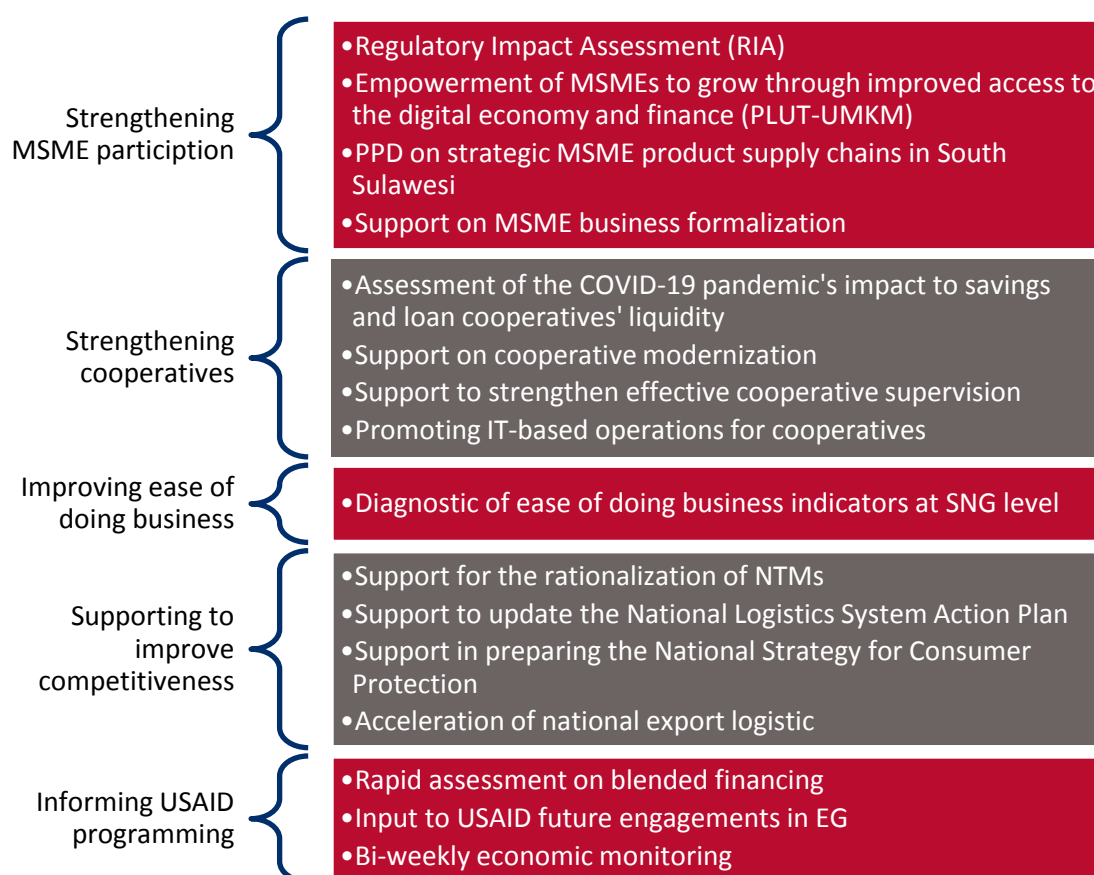 Strengthening
MSME particiption
•Regulatory Impact Assessment (RIA)
•Empowerment of MSMEs to grow through improved access to
the digital economy and finance (PLUT-UMKM)
•PPD on strategic MSME product supply chains in South
Sulawesi
•Support on MSME business formalization
Strengthening
cooperatives
•Assessment of the COVID-19 pandemic's impact to savings
and loan cooperatives' liquidity
•Support on cooperative modernization
•Support to strengthen effective cooperative supervision
•Promoting IT-based operations for cooperatives
Improving ease of
doing business
•Diagnostic of ease of doing business indicators at SNG level
Supporting to
improve
competitiveness
•Support for the rationalization of NTMs
•Support to update the National Logistics System Action Plan
•Support in preparing the National Strategy for Consumer
Protection
•Acceleration of national export logistic
Informing USAID
programming
•Rapid assessment on blended financing
•Input to USAID future engagements in EG
•Bi-weekly economic monitoring